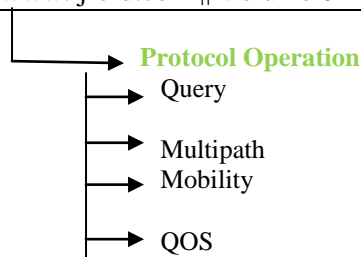 Protocol Operation
Query
Multipath
Mobility
QOS